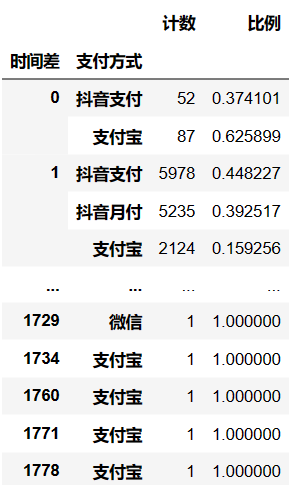 计数 比例
时间差 支付方式
0 抖音支付 52 0.374101
支付宝 87 0.625899
1 抖音支付 5978 0.448227
抖音月付 5235 0.392517
支付宝 2124 0.159256
... ... ... ...
1729 微信 1 1.000000
1734 支付宝 1 1.000000
1760 支付宝 1 1.000000
1771 支付宝 1 1.000000
1778 支付宝 1 1.000000